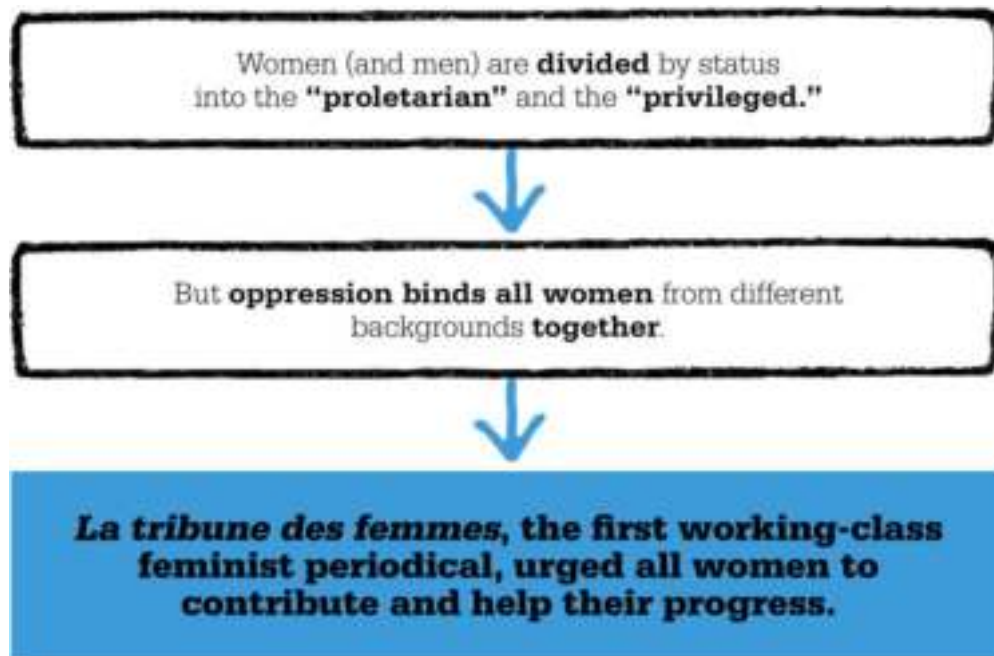 Women (and men) are divided by status
into the “proletarian” and the “privileged.”
But oppression binds all women from different
backgrounds together.
La tribune des femmes, the first working-class
feminist periodical, urged all women to
contribute and help their progress.